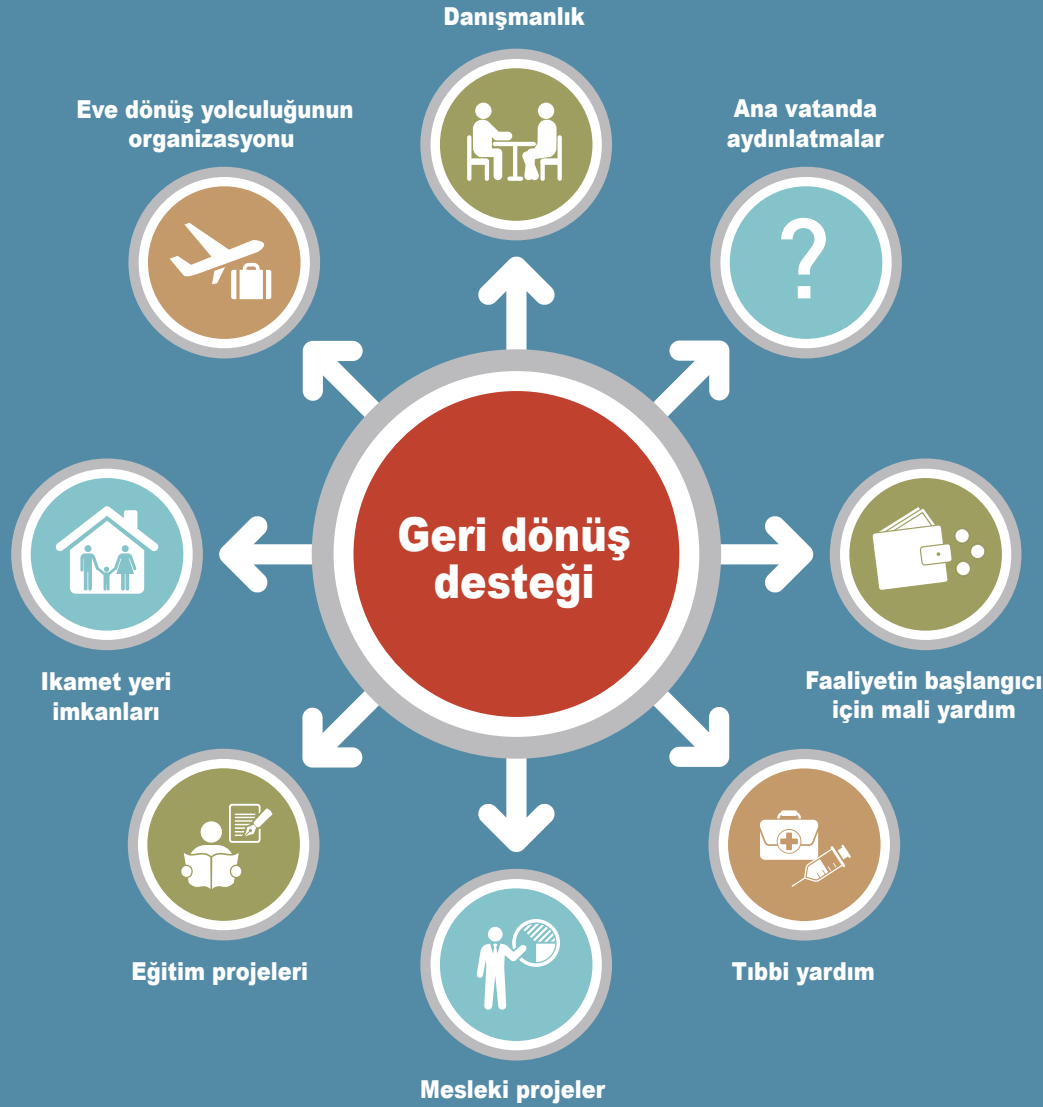 Danışmanlık
Eve dönüş yolculuğunun
organizasyonu
Ana vatanda
aydınlatmalar
Geri dönüş
desteği
Ikamet yeri
imkanları
Faaliyetin başlangıcı
için mali yardım
Eğitim projeleri
Tıbbi yardım
Mesleki projeler